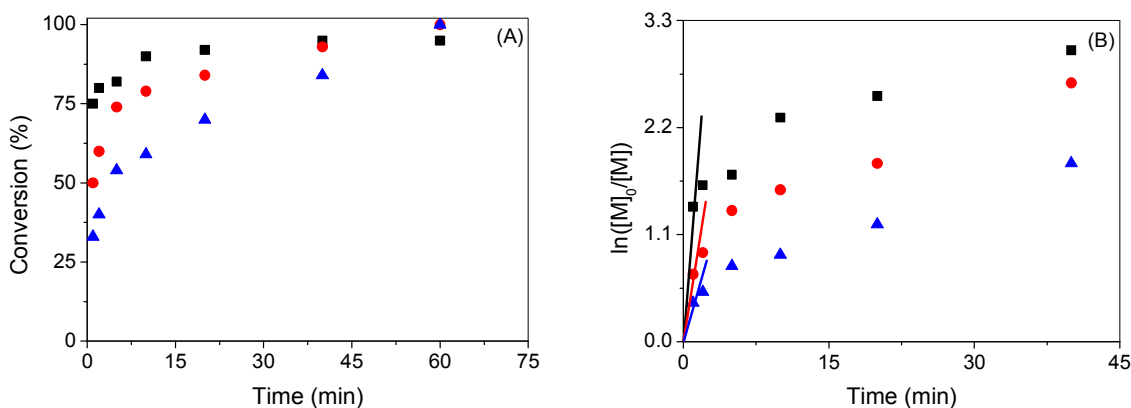 (A)
100
75
50
25
0
Conversion (%)
0 15 30 45 60 75
Time (min)
(B)
3.3
2.2
1.1
0.0
ln([M]0/[M])
0 15 30 45
Time (min)